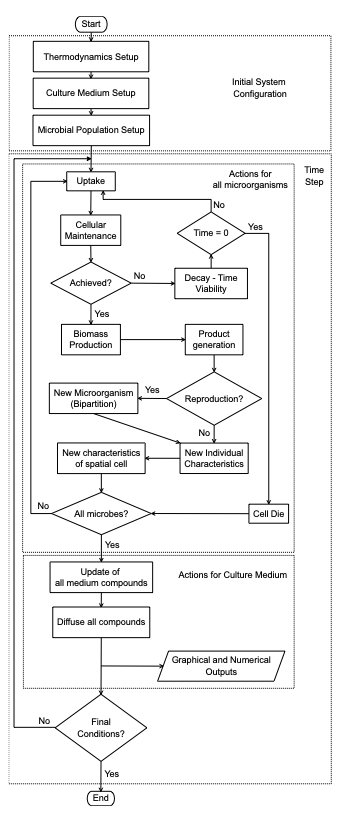 Start
Thermodynamics Setup
Culture Medium Setup
Microbial Population Setup
Initial System
Configuration
Time
Step
Actions for
all microorganisms
Uptake
No
Cellular
Maintenance
Time = 0
Yes
Achieved?
No
Decay - Time
Viability
Yes
Biomass
Production
Product
generation
New Microorganism
(Bipartition)
Yes
Reproduction?
No
New characteristics
of spatial cell
New Individual
Characteristics
No
All microbes?
Cell Die
Yes
Update of
all medium compounds
Actions for Culture Medium
Diffuse all compounds
Graphical and Numerical
Outputs
No
Final
Conditions?
Yes
End